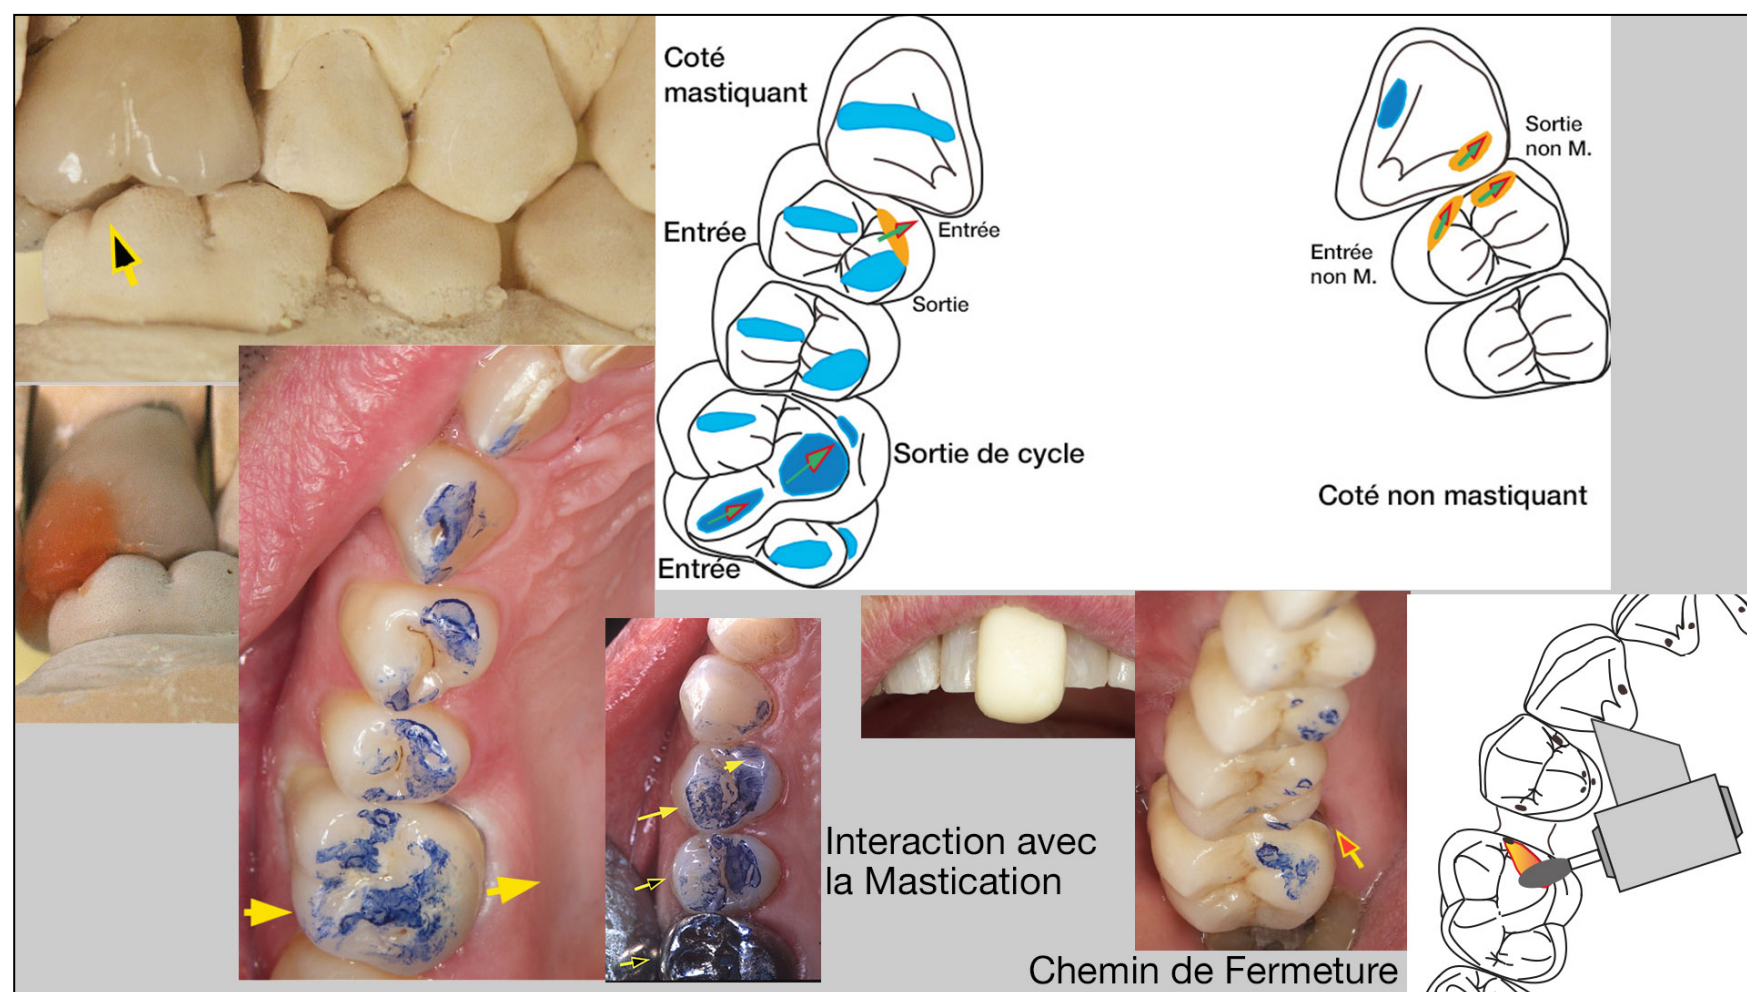 Coté
mastiquant
Entrée
Entrée
Sortie
Sortie de cycle
Entrée
Sortie
non M.
Entrée
non M.
Coté non mastiquant
Interaction avec
la Mastication
Chemin de Fermeture